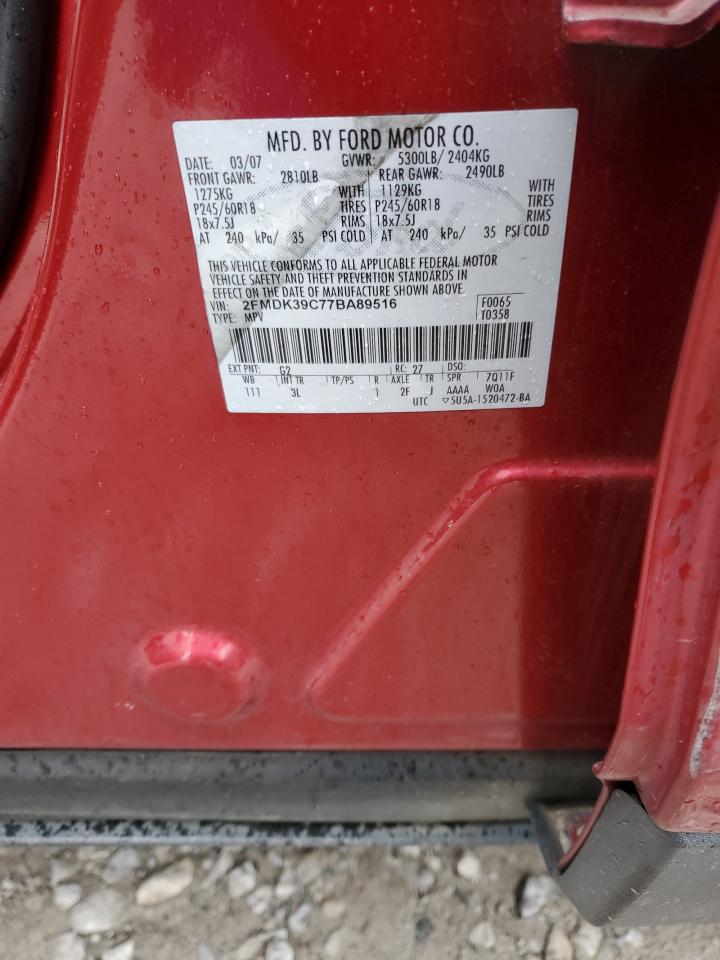 MFD. BY FORD MOTOR CO.
DATE: 03/07 GVWR: 5300LB/ 2404KG
FRONT GAWR: 2810LB REAR GAWR: 2490LB
1275KG WITH 1129KG WITH
P245/60R18 TIRES P245/60R18 TIRES
18x7.5J RIMS 18x7.5J RIMS
AT 240 kPa/ 35 PSI COLD AT 240 kPa/ 35 PSI COLD
THIS VEHICLE CONFORMS TO ALL APPLICABLE FEDERAL MOTOR
VEHICLE SAFETY AND THEFT PREVENTION STANDARDS IN
EFFECT ON THE DATE OF MANUFACTURE SHOWN ABOVE.
VIN: 2FMDK39C77BA89516 F0065
TYPE: MPV T0358
EXT PNT: G2 RC: 27 DSO:
WB INT TR TP/PS R AXLE TR SPR 7Q11F
111 3L 1 2F J AAAA W0A
UTC ▽5U5A-1520472-BA